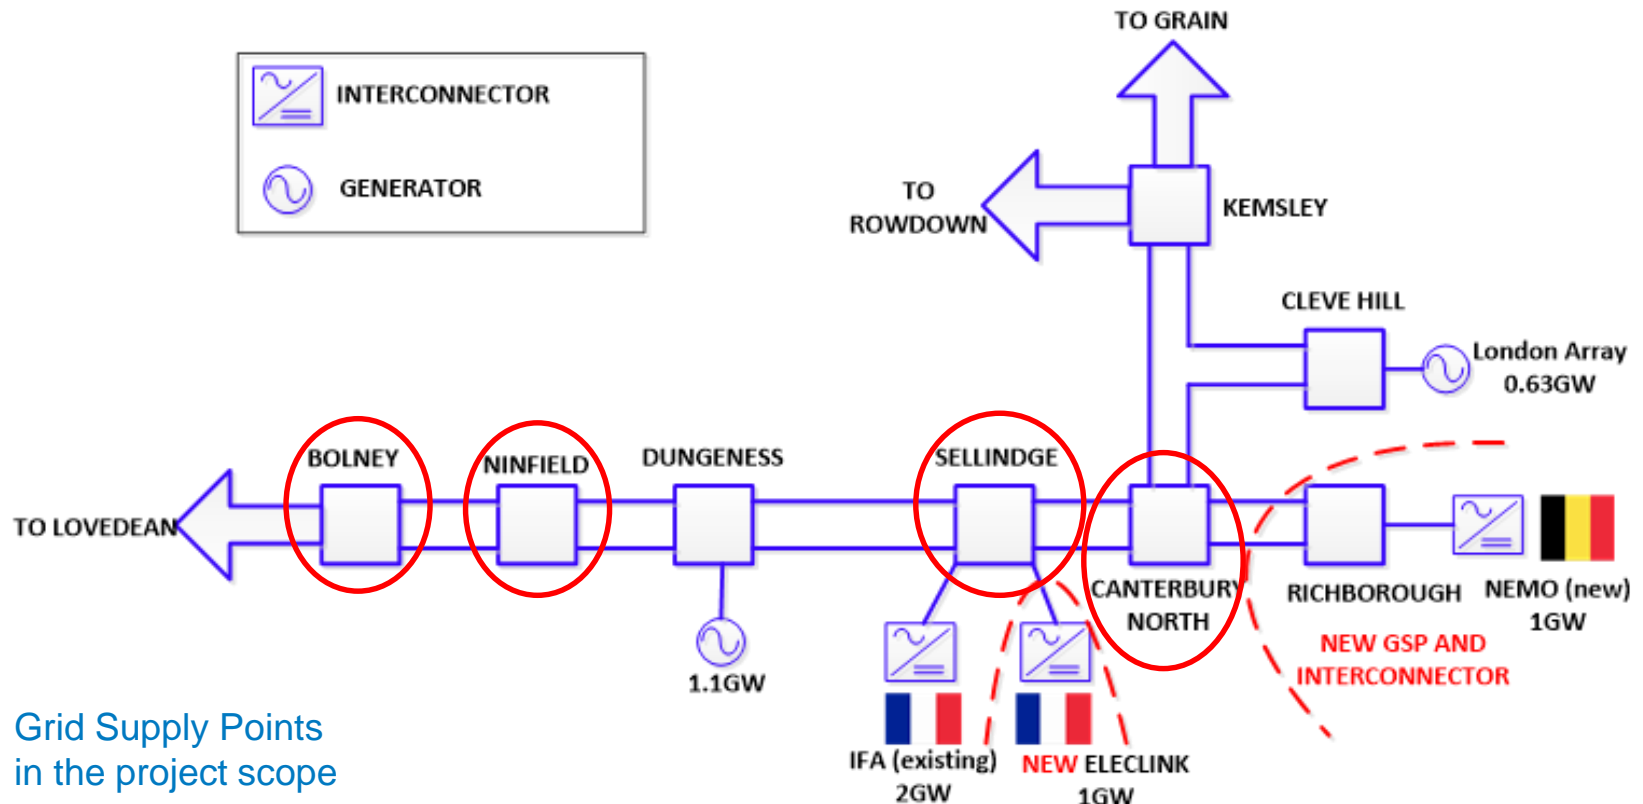 TO GRAIN
INTERCONNECTOR
GENERATOR
TO
ROWDOWN
KEMSLEY
CLEVE HILL
London Array
0.63GW
BOLNEY
NINFIELD
DUNGENESS
SELLINDGE
TO LOVEDEAN
CANTERBURY
NORTH
RICHBOROUGH
NEMO (new)
1GW
NEW GSP AND
INTERCONNECTOR
1.1GW
IFA (existing)
2GW
NEW ELECLINK
1GW
Grid Supply Points
in the project scope